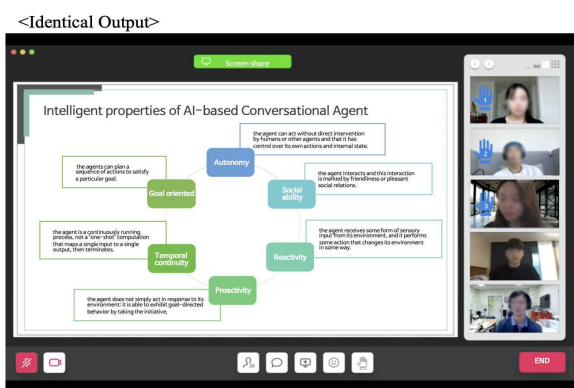 <Identical Output>
Screen share
Intelligent properties of AI-based Conversational Agent
the agent can act without direct intervention
by humans or other agents and that it has
control over its own actions and internal state.
Autonomy
the agents can plan a
sequence of actions to satisfy
a particular goal.
Goal oriented
Social
ability
the agent interacts and this interaction
is marked by friendliness or pleasant
social relations.
the agent is a continuously running
process, not a "one-shot" computation
that maps a single input to a single
output, then terminates.
Temporal
continuity
Reactivity
the agent receives some form of sensory
input from its environment, and it performs
some action that changes its environment
in some way.
Proactivity
the agent does not simply act in response to its
environment; it is able to exhibit goal-directed
behavior by taking the initiative.
1
2
3
END